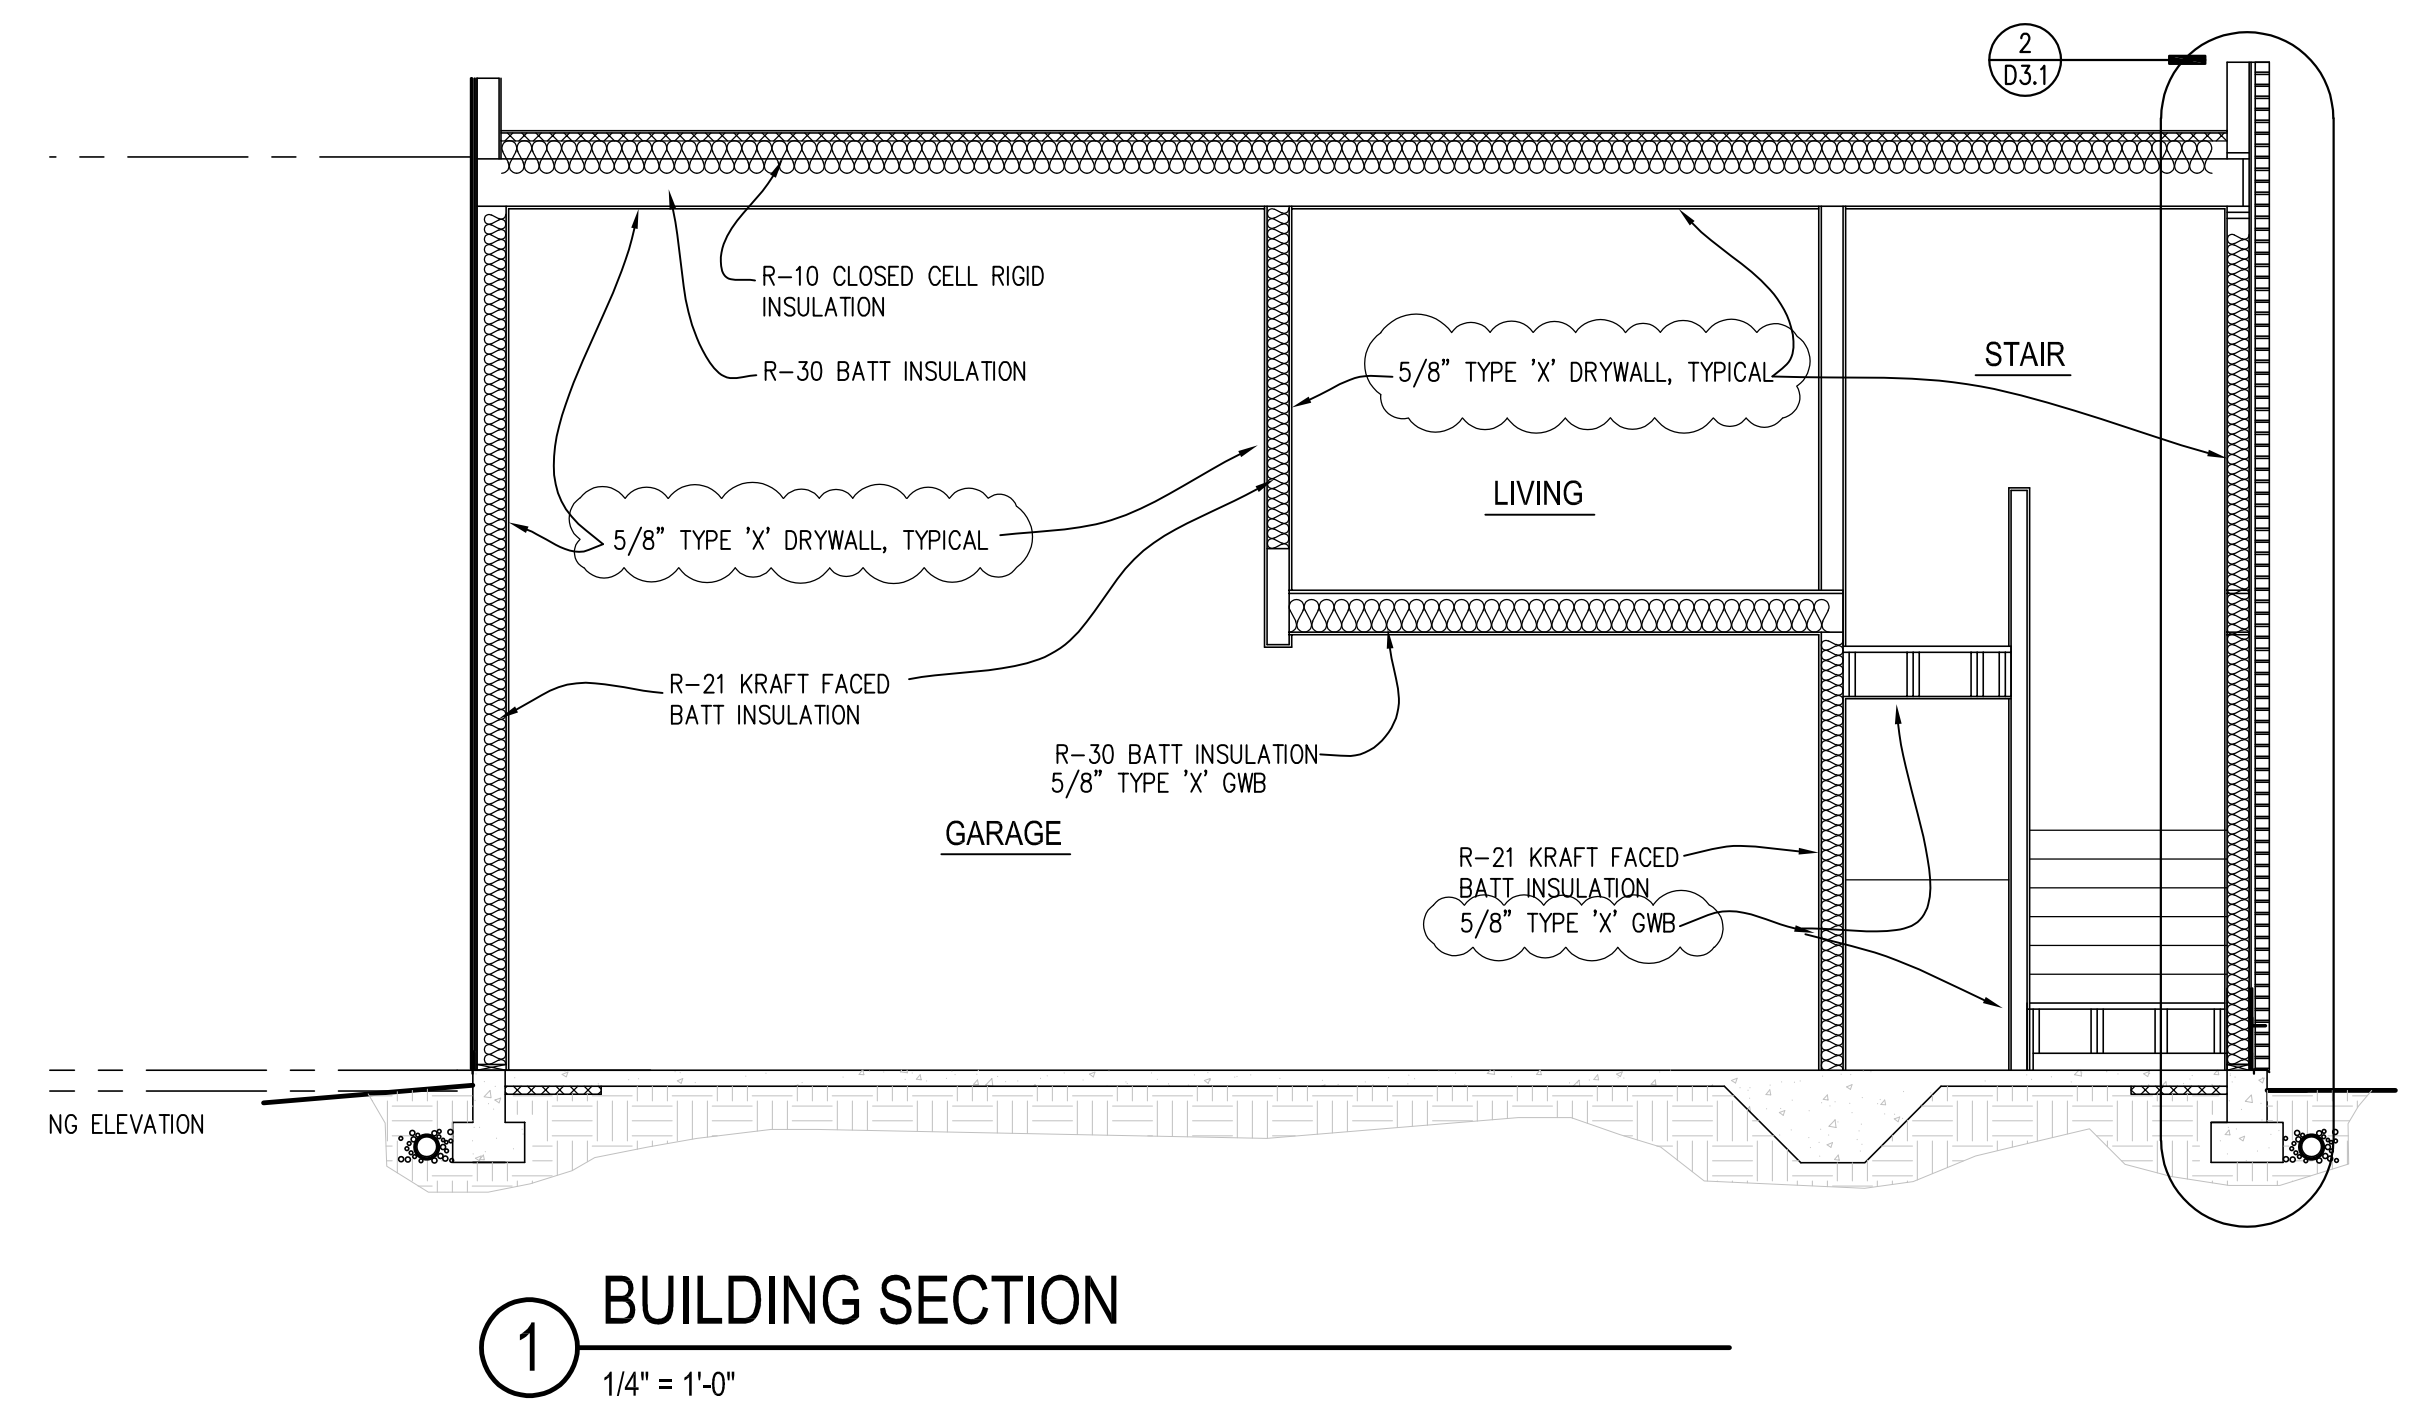 2
D3.1
R-10 CLOSED CELL RIGID
INSULATION
R-30 BATT INSULATION
5/8" TYPE 'X' DRYWALL, TYPICAL
STAIR
LIVING
5/8" TYPE 'X' DRYWALL, TYPICAL
R-21 KRAFT FACED
BATT INSULATION
R-30 BATT INSULATION
5/8" TYPE 'X' GWB
GARAGE
R-21 KRAFT FACED
BATT INSULATION
5/8" TYPE 'X' GWB
NG ELEVATION
1
BUILDING SECTION
1/4" = 1'-0"